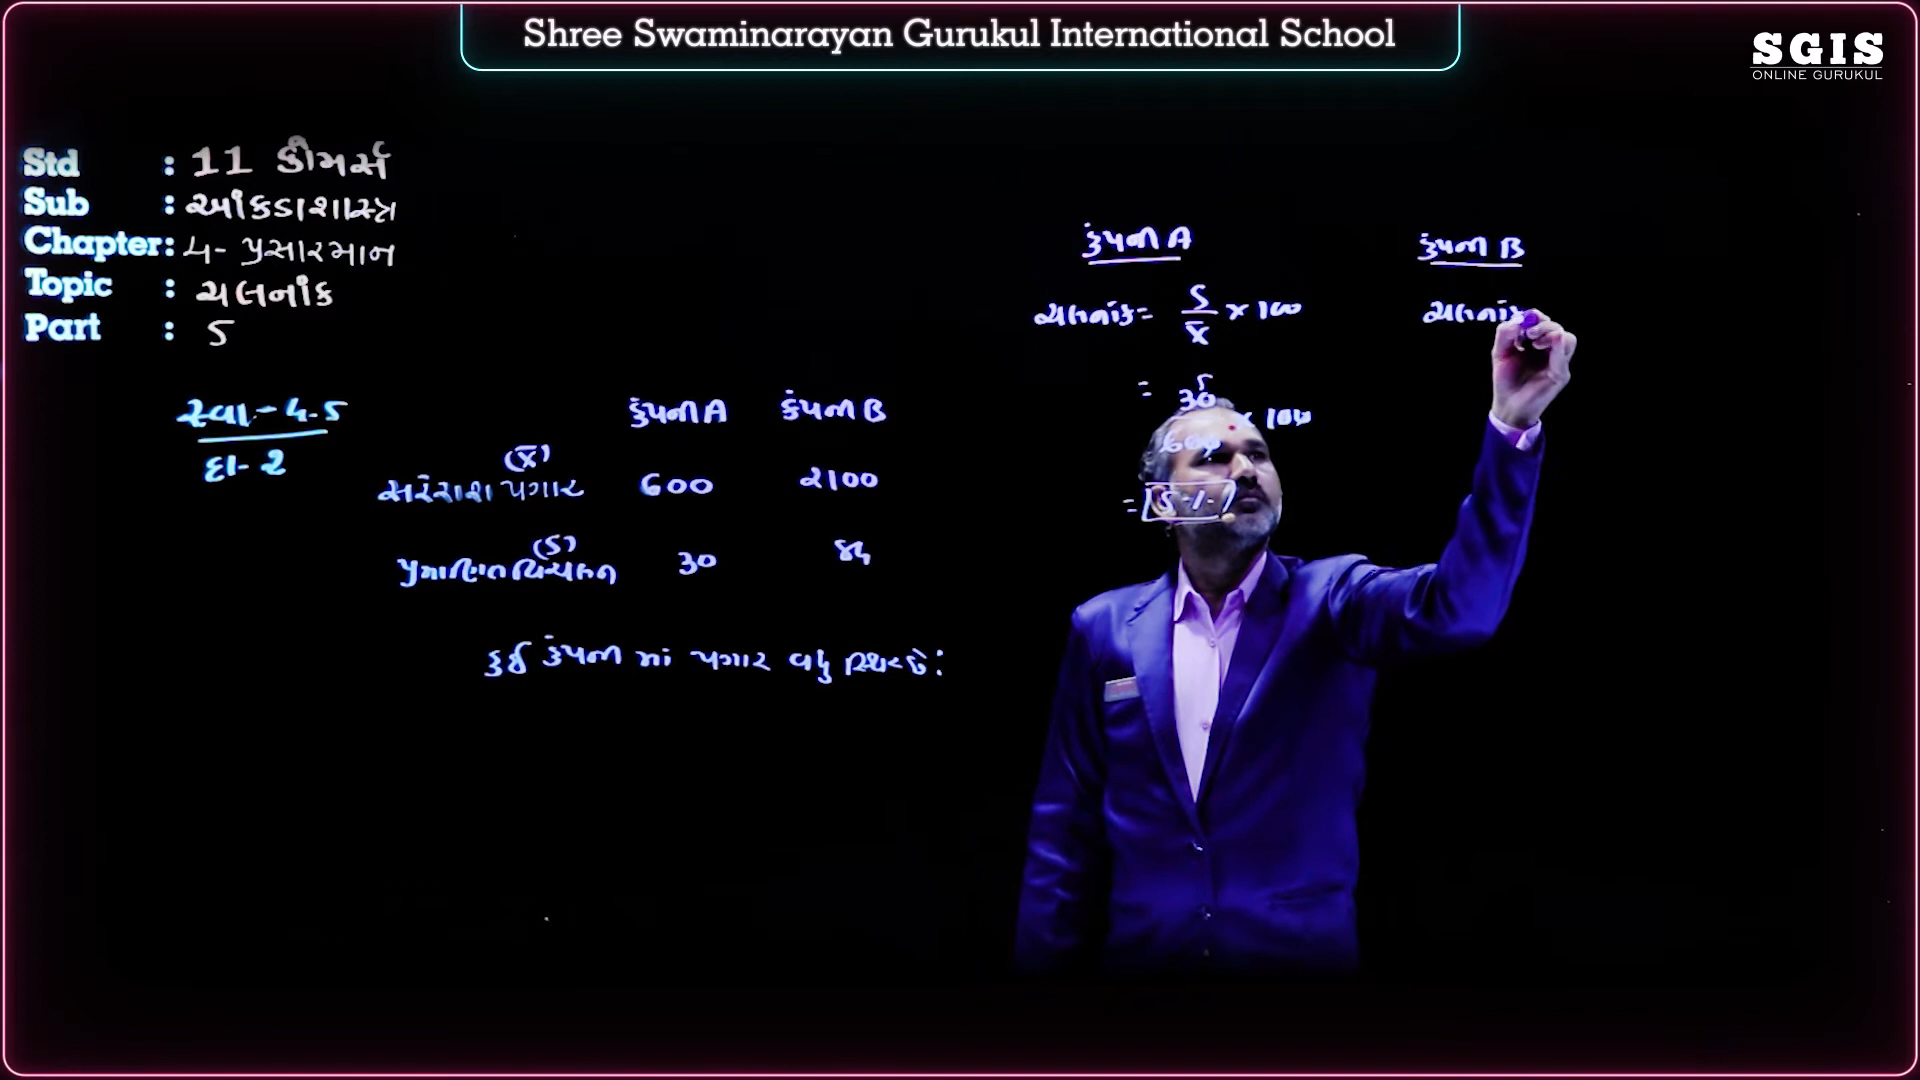 Shree Swaminarayan Gurukul International School
SGIS
ONLINE GURUKUL
Std : 11 કોમર્સ
Sub : આંકડાશાસ્ત્ર
Chapter: 4- પ્રસારમાન
Topic : ચલનાંક
Part : 5
સ્વા.- 4.5
દા- 2
કંપની A કંપની B
(x̄)
સરેરાશ પગાર 600 2100
(S)
પ્રમાણિત વિચલન 30 84
કઈ કંપની માં પગાર વધુ સ્થિર છે:
કંપની A
ચલનાંક = S/x̄ × 100
= 30/600 × 100
= 5 %
કંપની B
ચલનાંક